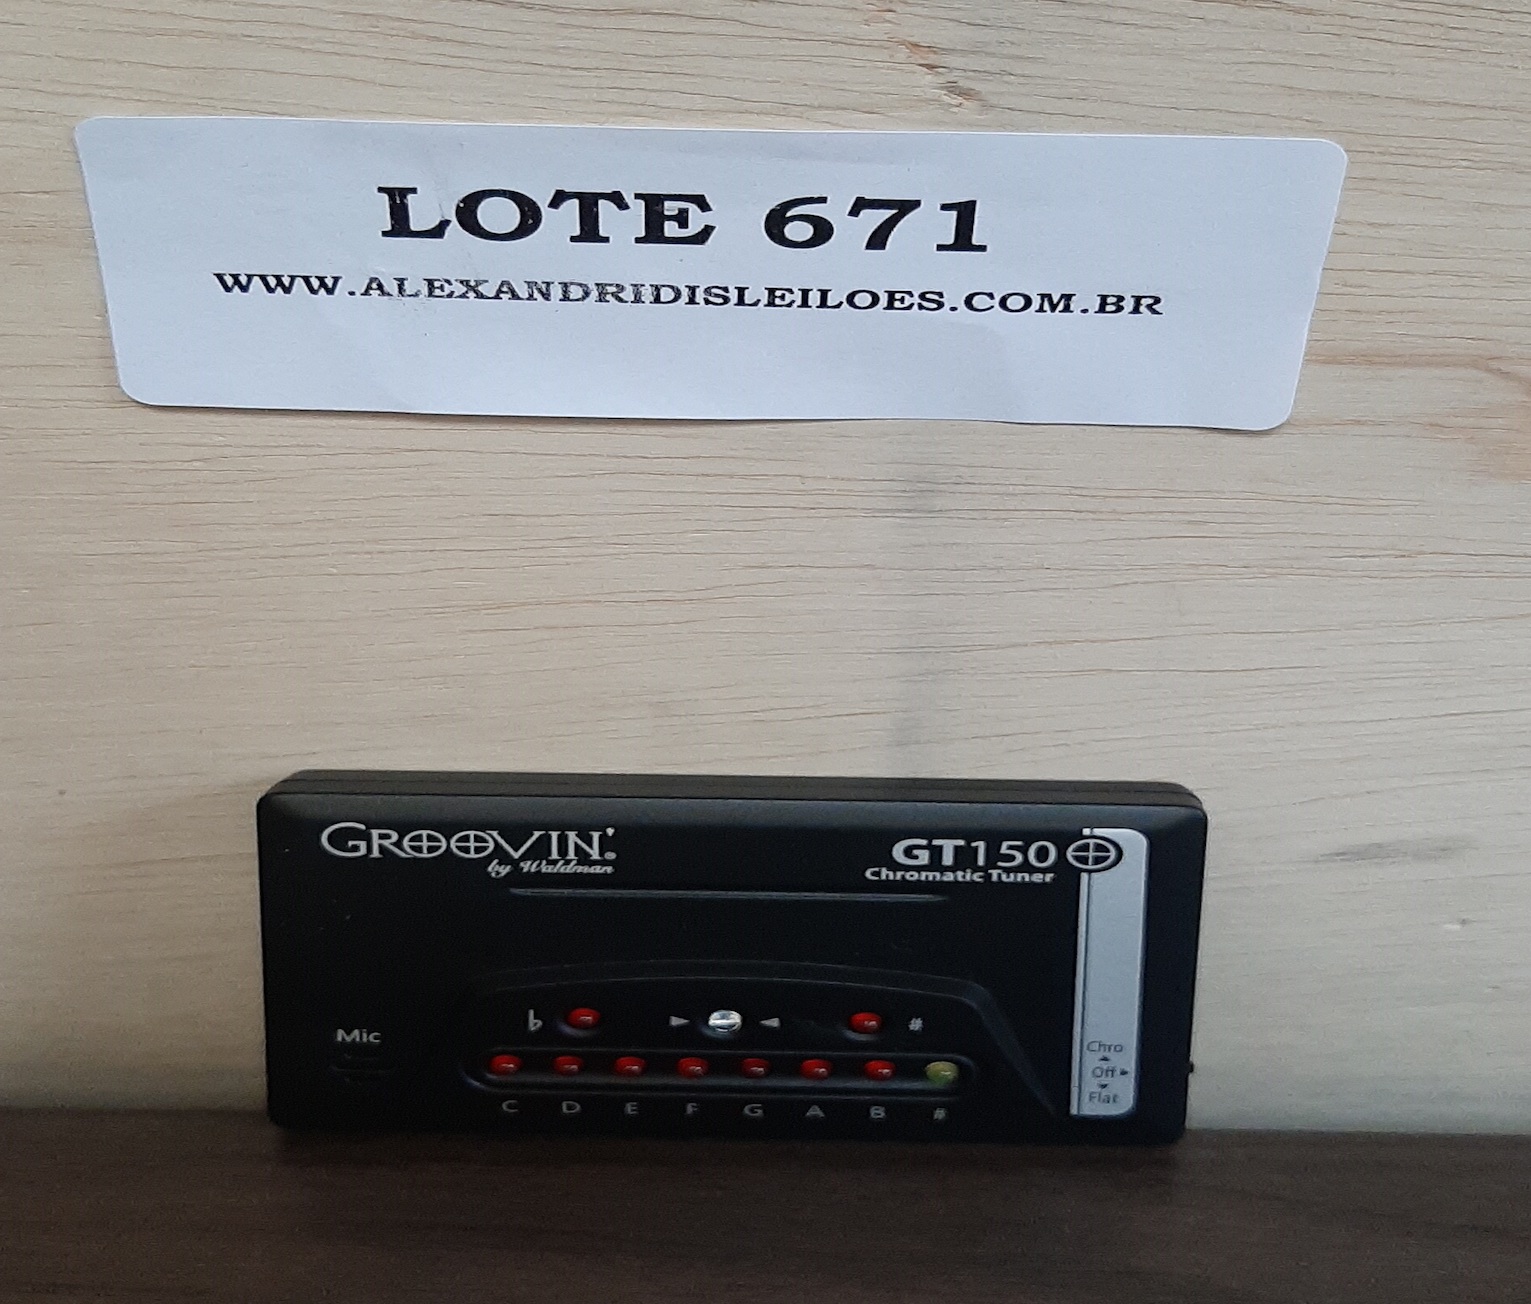 LOTE 671
WWW.ALEXANDRIDISLEILOES.COM.BR
GROOVIN'®
by Waldman
GT150
Chromatic Tuner
♭ ► ◄ #
Mic
C D E F G A B #
Chro
Off ►
Flat